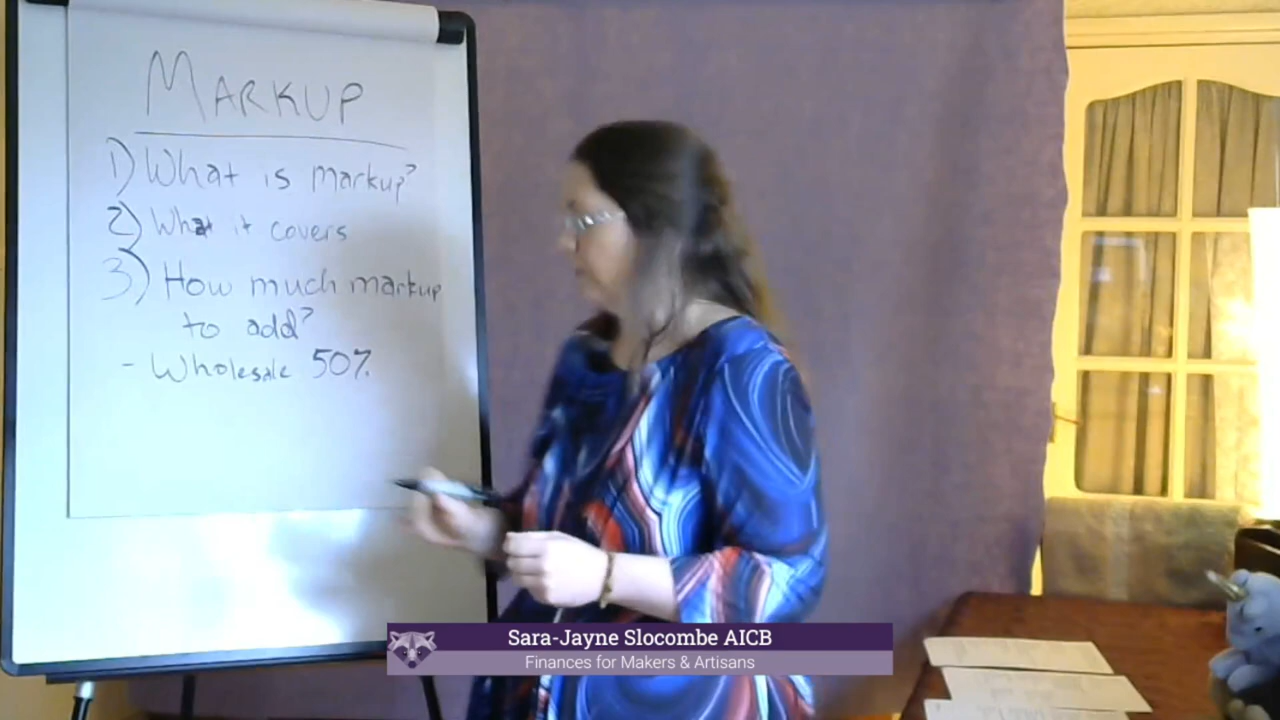 MARKUP
1) What is markup?
2) What it covers
3) How much markup
to add?
- Wholesale 50%
Sara-Jayne Slocombe AICB
Finances for Makers & Artisans